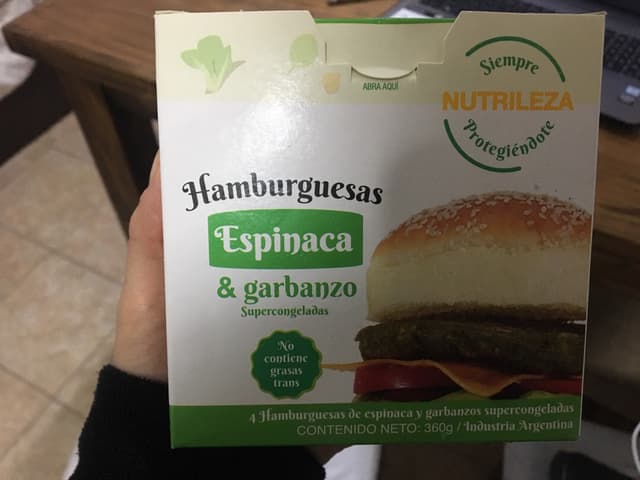 ABRA AQUÍ
Siempre
NUTRILEZA
Protegiéndote
Hamburguesas
Espinaca
& garbanzo
Supercongeladas
No
contiene
grasas
trans
4 Hamburguesas de espinaca y garbanzos supercongeladas
CONTENIDO NETO: 360g / Industria Argentina